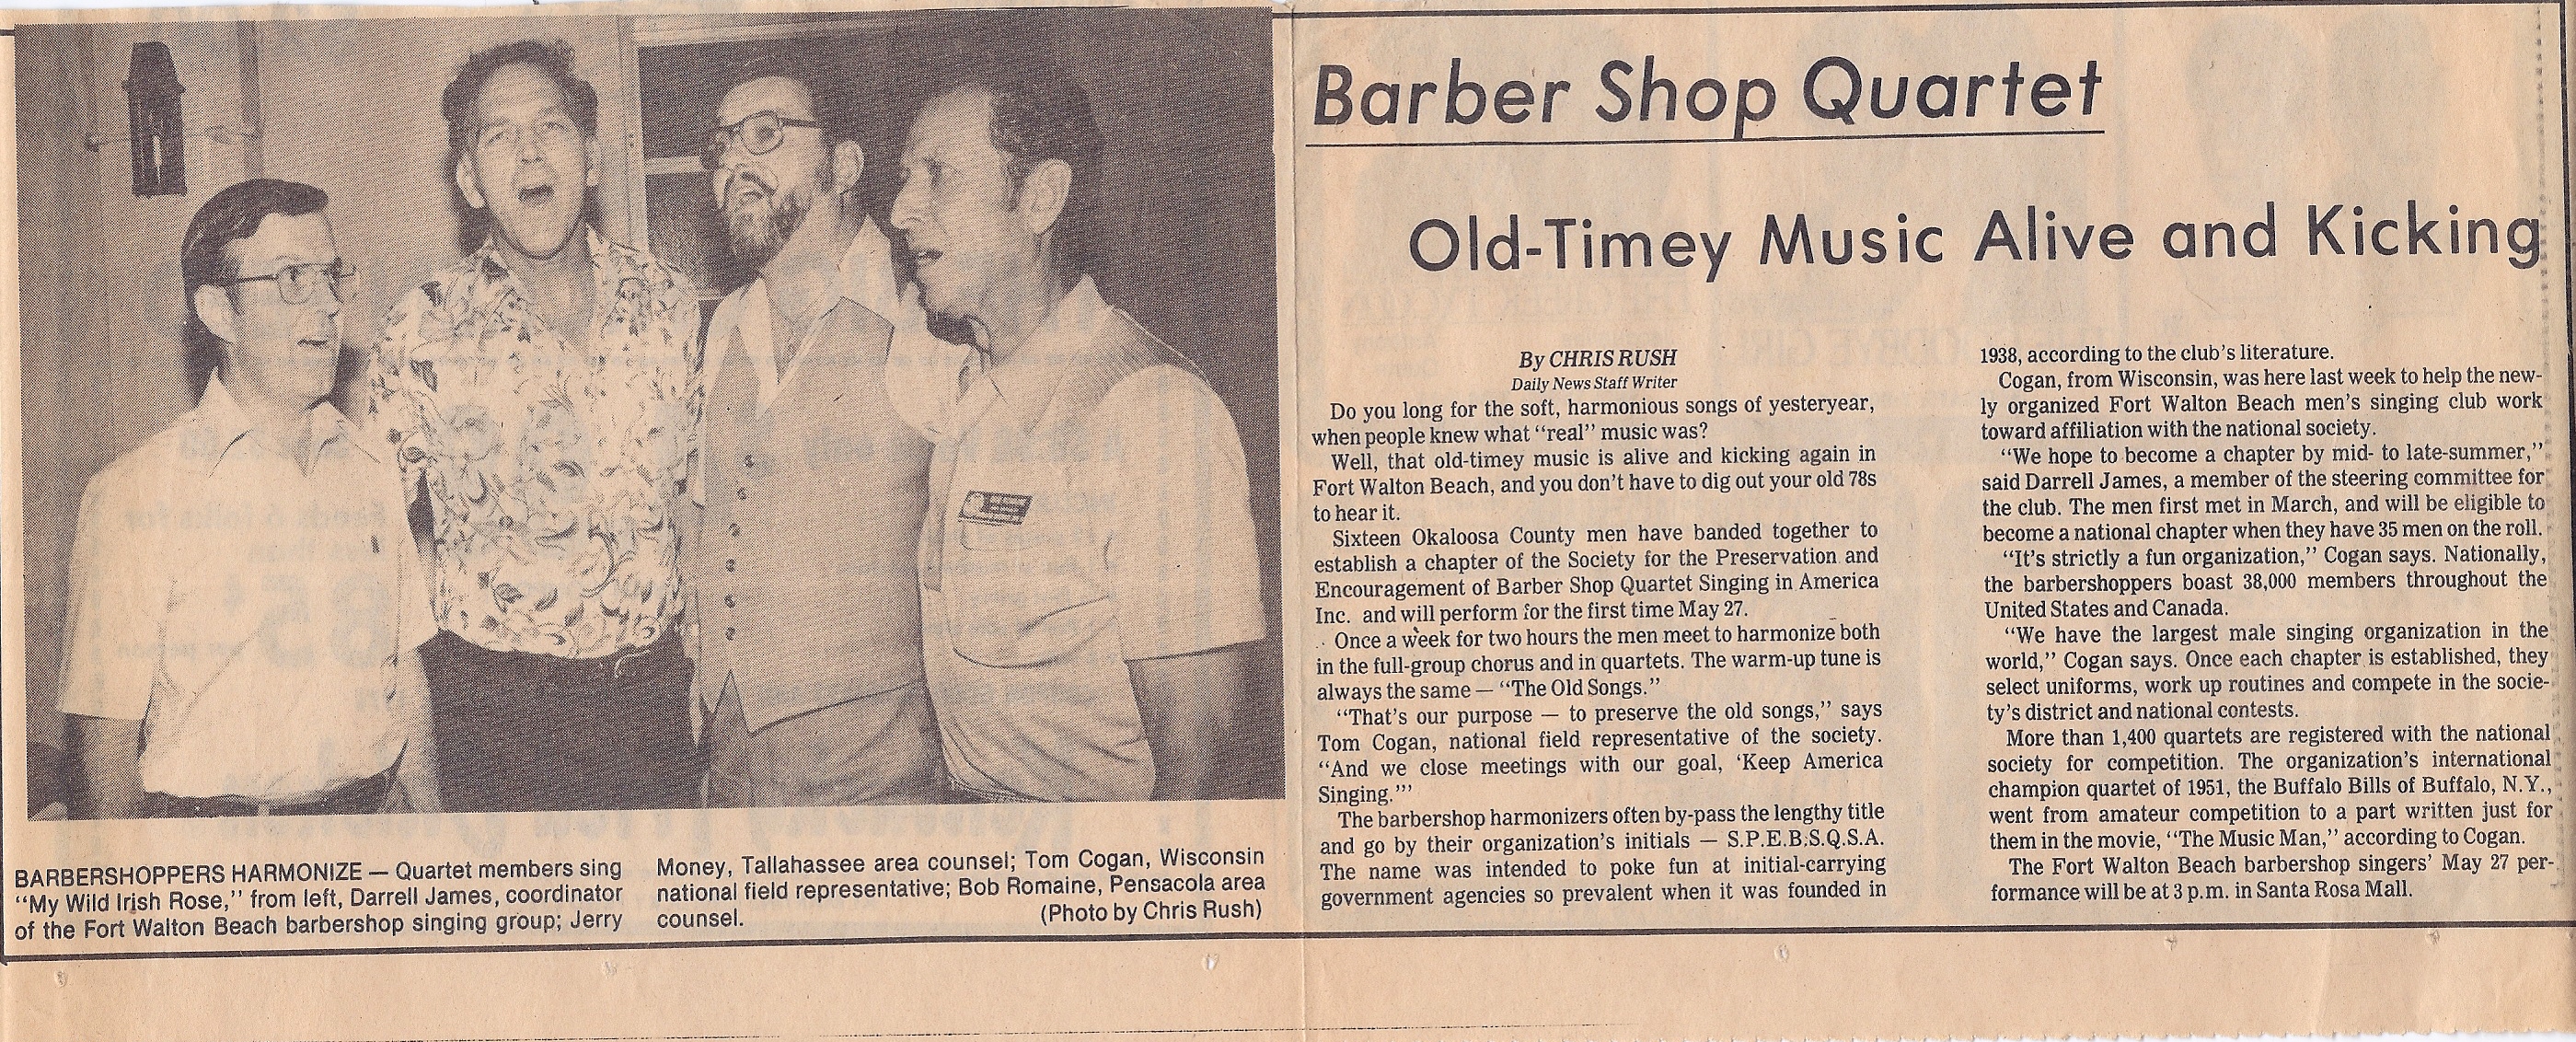 Barber Shop Quartet
Old-Timey Music Alive and Kicking
By CHRIS RUSH
Daily News Staff Writer
Do you long for the soft, harmonious songs of yesteryear,
when people knew what "real" music was?
Well, that old-timey music is alive and kicking again in
Fort Walton Beach, and you don't have to dig out your old 78s
to hear it.
Sixteen Okaloosa County men have banded together to
establish a chapter of the Society for the Preservation and
Encouragement of Barber Shop Quartet Singing in America
Inc. and will perform for the first time May 27.
Once a week for two hours the men meet to harmonize both
in the full-group chorus and in quartets. The warm-up tune is
always the same — "The Old Songs."
"That's our purpose — to preserve the old songs," says
Tom Cogan, national field representative of the society.
"And we close meetings with our goal, 'Keep America
Singing.'"
The barbershop harmonizers often by-pass the lengthy title
and go by their organization's initials — S.P.E.B.S.Q.S.A.
The name was intended to poke fun at initial-carrying
government agencies so prevalent when it was founded in
1938, according to the club's literature.
Cogan, from Wisconsin, was here last week to help the new-
ly organized Fort Walton Beach men's singing club work
toward affiliation with the national society.
"We hope to become a chapter by mid- to late-summer,"
said Darrell James, a member of the steering committee for
the club. The men first met in March, and will be eligible to
become a national chapter when they have 35 men on the roll.
"It's strictly a fun organization," Cogan says. Nationally,
the barbershoppers boast 38,000 members throughout the
United States and Canada.
"We have the largest male singing organization in the
world," Cogan says. Once each chapter is established, they
select uniforms, work up routines and compete in the socie-
ty's district and national contests.
More than 1,400 quartets are registered with the national
society for competition. The organization's international
champion quartet of 1951, the Buffalo Bills of Buffalo, N.Y.,
went from amateur competition to a part written just for
them in the movie, "The Music Man," according to Cogan.
The Fort Walton Beach barbershop singers' May 27 per-
formance will be at 3 p.m. in Santa Rosa Mall.
BARBERSHOPPERS HARMONIZE — Quartet members sing
"My Wild Irish Rose," from left, Darrell James, coordinator
of the Fort Walton Beach barbershop singing group; Jerry
Money, Tallahassee area counsel; Tom Cogan, Wisconsin
national field representative; Bob Romaine, Pensacola area
counsel.
(Photo by Chris Rush)